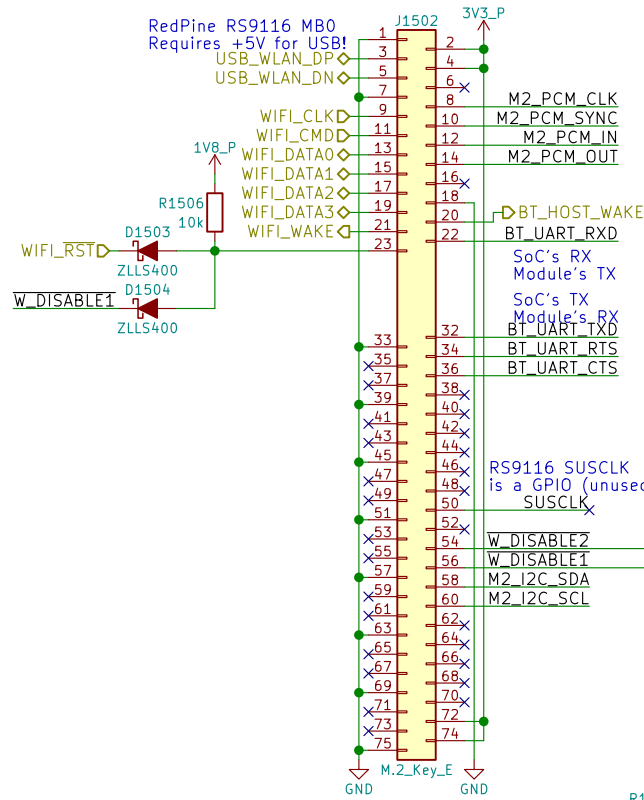 RedPine RS9116 MB0
Requires +5V for USB!
J1502
3V3_P
1
2
USB_WLAN_DP
3
4
USB_WLAN_DN
5
6
7
8
M2_PCM_CLK
WIFI_CLK
9
10
M2_PCM_SYNC
WIFI_CMD
11
12
M2_PCM_IN
WIFI_DATA0
13
14
M2_PCM_OUT
1V8_P
WIFI_DATA1
15
16
WIFI_DATA2
17
18
R1506
10k
WIFI_DATA3
19
20
BT_HOST_WAKE
WIFI_WAKE
21
22
BT_UART_RXD
D1503
WIFI_RST
ZLLS400
23
SoC's RX
Module's TX
D1504
W_DISABLE1
ZLLS400
SoC's TX
Module's RX
32
BT_UART_TXD
33
34
BT_UART_RTS
35
36
BT_UART_CTS
37
38
39
40
41
42
43
44
45
46
RS9116 SUSCLK
is a GPIO (unused
47
48
49
50
SUSCLK
51
52
53
54
W_DISABLE2
55
56
W_DISABLE1
57
58
M2_I2C_SDA
59
60
M2_I2C_SCL
61
62
63
64
65
66
67
68
69
70
71
72
73
74
75
M.2_Key_E
GND
GND